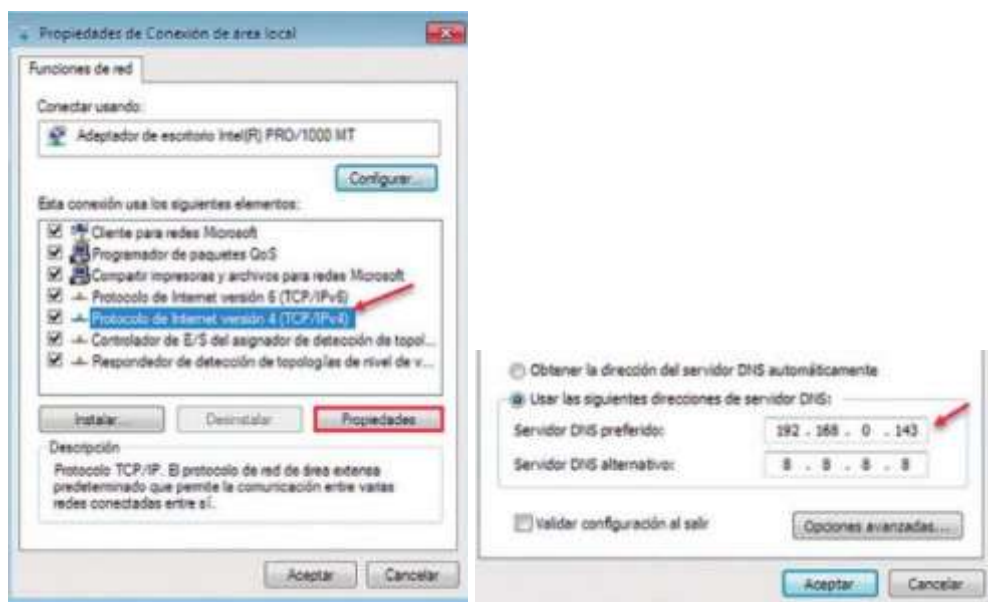 Propiedades de Conexión de área local
Funciones de red
Conectar usando:
Adaptador de escritorio Intel(R) PRO/1000 MT
Configurar...
Esta conexión usa los siguientes elementos:
Cliente para redes Microsoft
Programador de paquetes QoS
Compartir impresoras y archivos para redes Microsoft
Protocolo de Internet versión 6 (TCP/IPv6)
Protocolo de Internet versión 4 (TCP/IPv4)
Controlador de E/S del asignador de detección de topol...
Respondedor de detección de topologías de nivel de v...
Instalar...
Desinstalar
Propiedades
Descripción
Protocolo TCP/IP. El protocolo de red de área extensa
predeterminado que permite la comunicación entre varias
redes conectadas entre sí.
Aceptar
Cancelar
Obtener la dirección del servidor DNS automáticamente
Usar las siguientes direcciones de servidor DNS:
Servidor DNS preferido:
192 . 168 . 0 . 143
Servidor DNS alternativo:
8 . 8 . 8 . 8
Validar configuración al salir
Opciones avanzadas...
Aceptar
Cancelar